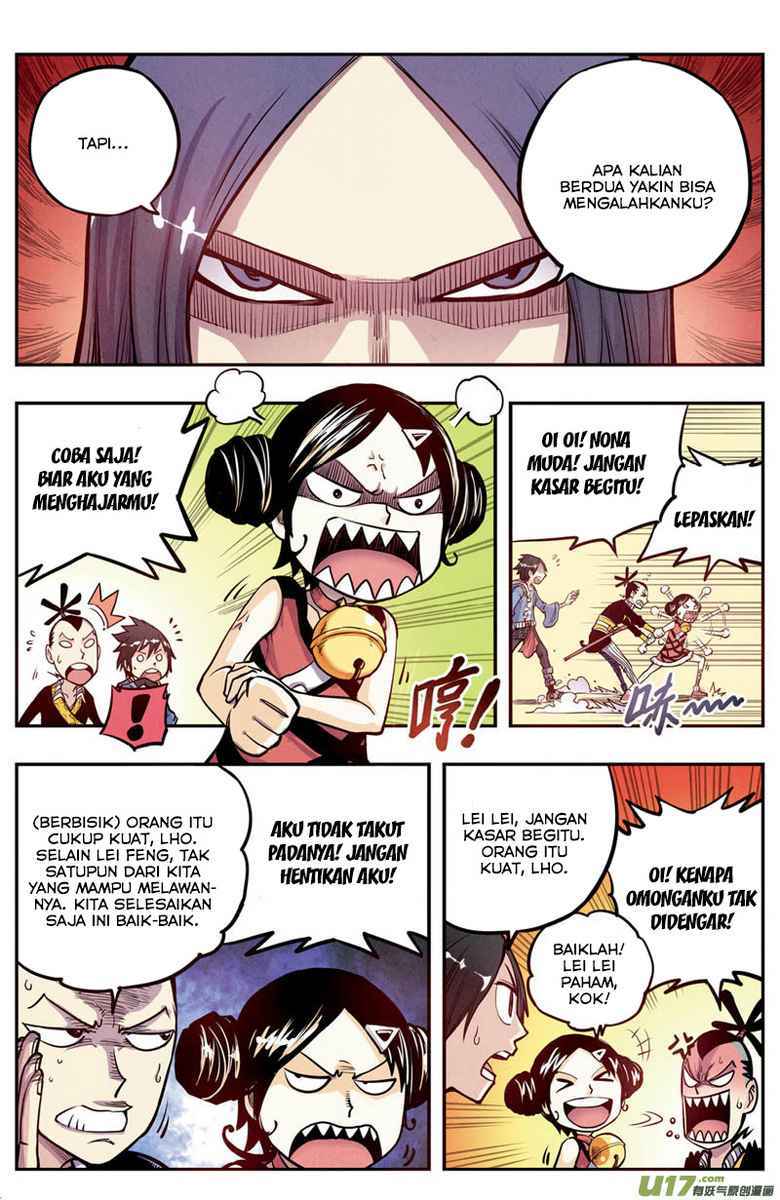 TAPI...
APA KALIAN
BERDUA YAKIN BISA
MENGALAHKANKU?
COBA SAJA!
BIAR AKU YANG
MENGHAJARMU!
!
哼!
OI OI! NONA
MUDA! JANGAN
KASAR BEGITU!
LEPASKAN!
咻~
(BERBISIK) ORANG ITU
CUKUP KUAT, LHO.
SELAIN LEI FENG, TAK
SATUPUN DARI KITA
YANG MAMPU MELAWAN-
NYA. KITA SELESAIKAN
SAJA INI BAIK-BAIK.
AKU TIDAK TAKUT
PADANYA! JANGAN
HENTIKAN AKU!
LEI LEI, JANGAN
KASAR BEGITU.
ORANG ITU
KUAT, LHO.
OI! KENAPA
OMONGANKU TAK
DIDENGAR!
BAIKLAH!
LEI LEI
PAHAM,
KOK!
U17.com
有妖气原创漫画